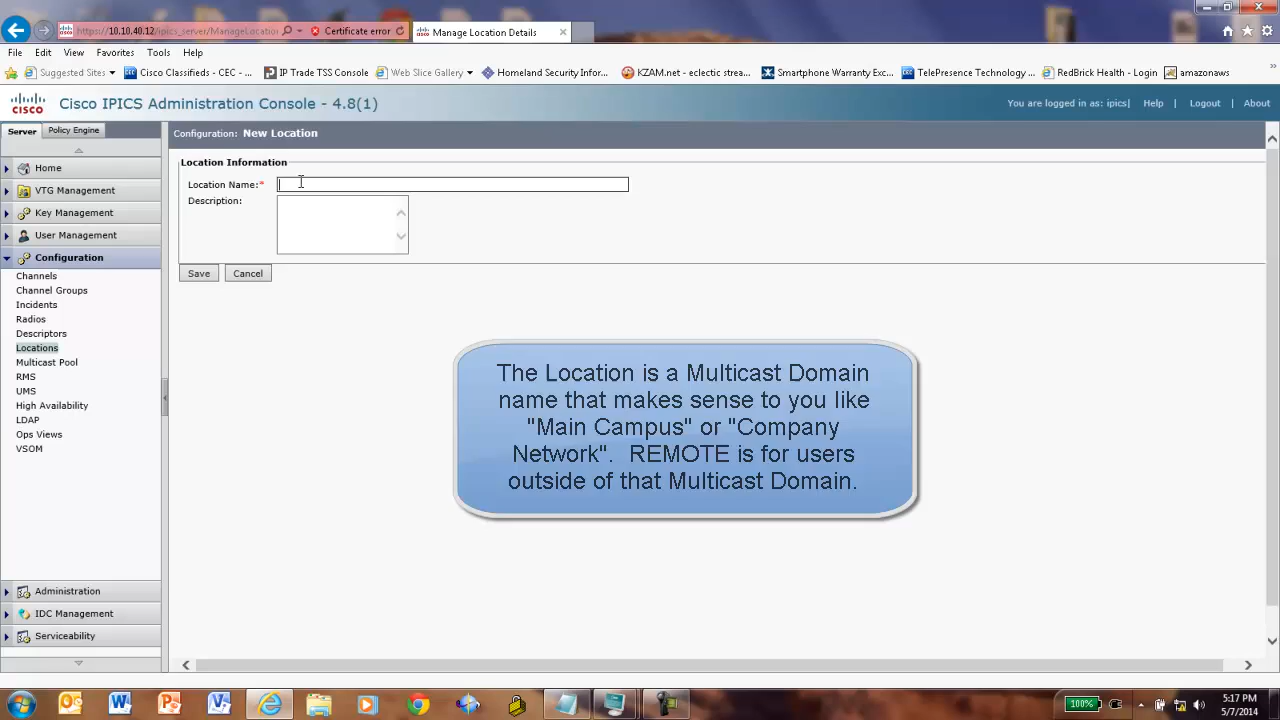 https://10.10.40.12/ipics_server/ManageLocation
Certificate error
Manage Location Details
File Edit View Favorites Tools Help
Suggested Sites
Cisco Classified - CEC - ...
IP Trade TSS Console
Web Slice Gallery
Homeland Security Infor...
KZAM.net - eclectic strea...
Smartphone Warranty Exc...
TelePresence Technology ...
RedBrick Health - Login
amazonaws
CISCO
Cisco IPICS Administration Console - 4.8(1)
You are logged in as: ipics| Help | Logout | About
Server
Policy Engine
Configuration: New Location
Home
VTG Management
Key Management
User Management
Configuration
Channels
Channel Groups
Incidents
Radios
Descriptors
Locations
Multicast Pool
RMS
UMS
High Availability
LDAP
Ops Views
VSOM
Administration
IDC Management
Serviceability
Location Information
Location Name:*
Description:
Save
Cancel
The Location is a Multicast Domain
name that makes sense to you like
"Main Campus" or "Company
Network". REMOTE is for users
outside of that Multicast Domain.
100%
5:17 PM
5/7/2014